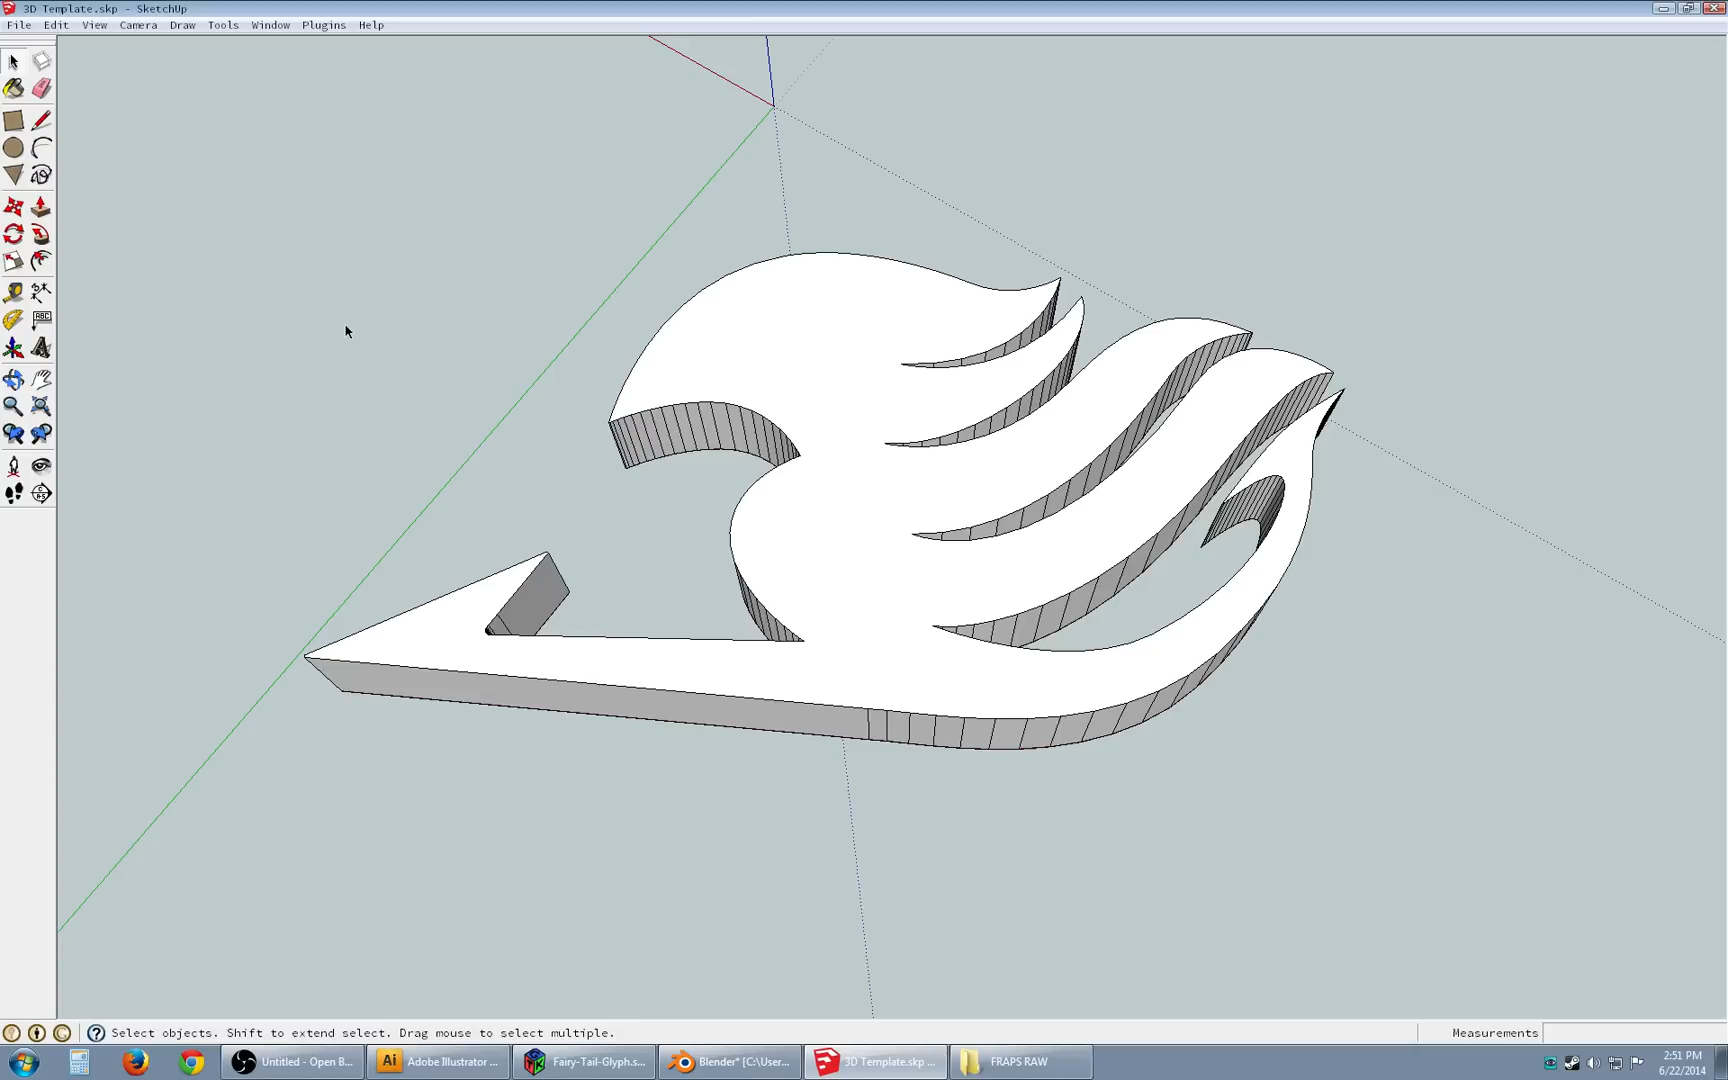 3D Template.skp - SketchUp
File Edit View Camera Draw Tools Window Plugins Help
ABC
Select objects. Shift to extend select. Drag mouse to select multiple.
Measurements
Untitled - Open B...
Ai Adobe Illustrator ...
Fairy-Tail-Glyph.s...
Blender* [C:\User...
3D Template.skp ...
FRAPS RAW
2:51 PM
6/22/2014